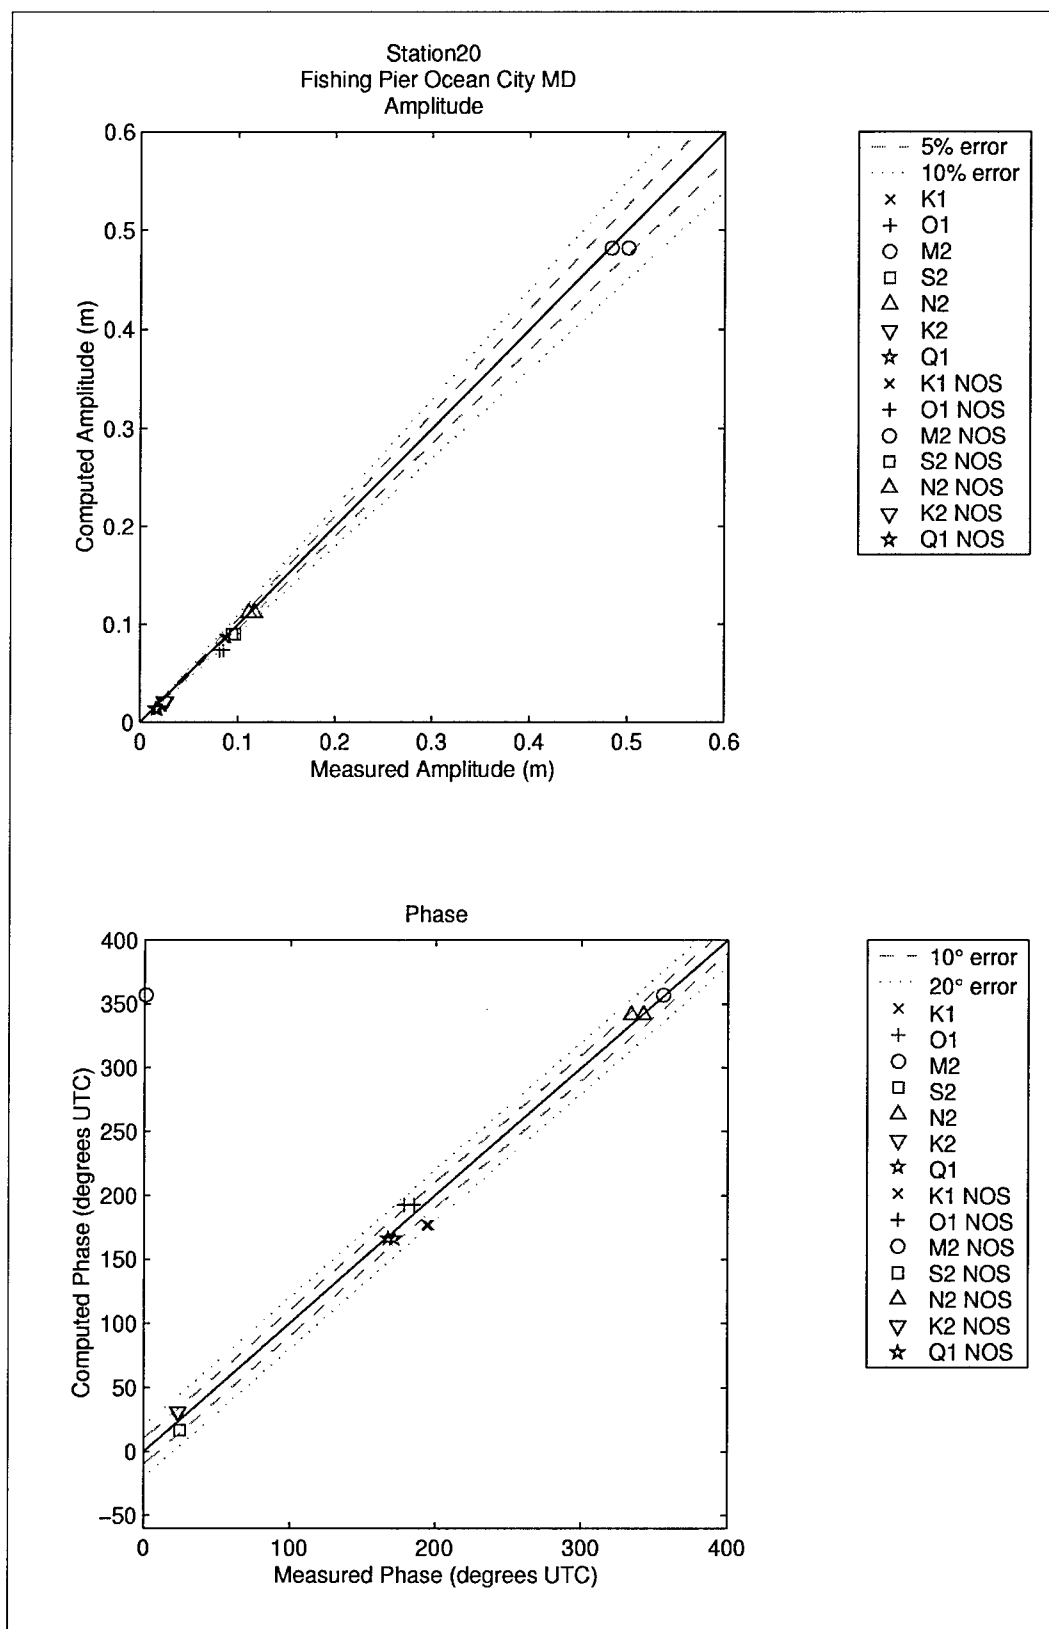 Station20
Fishing Pier Ocean City MD
Amplitude
0.6
0.5
0.4
0.3
0.2
0.1
0
Computed Amplitude (m)
0 0.1 0.2 0.3 0.4 0.5 0.6
Measured Amplitude (m)
5% error
10% error
K1
O1
M2
S2
N2
K2
Q1
K1 NOS
O1 NOS
M2 NOS
S2 NOS
N2 NOS
K2 NOS
Q1 NOS
Phase
400
350
300
250
200
150
100
50
0
−50
Computed Phase (degrees UTC)
0 100 200 300 400
Measured Phase (degrees UTC)
10° error
20° error
K1
O1
M2
S2
N2
K2
Q1
K1 NOS
O1 NOS
M2 NOS
S2 NOS
N2 NOS
K2 NOS
Q1 NOS